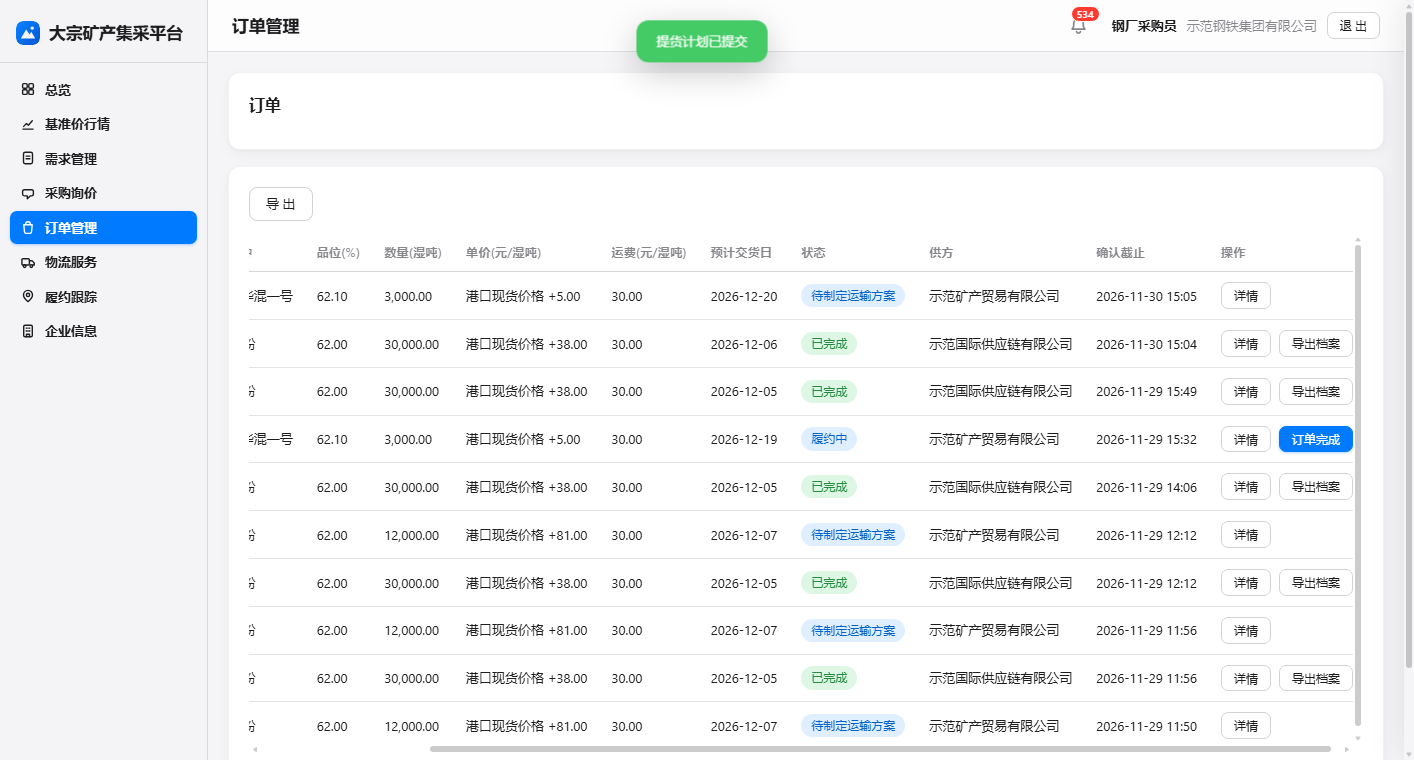 大宗矿产集采平台
订单管理
提货计划已提交
534
钢厂采购员 示范钢铁集团有限公司 退出
总览
基准价行情
需求管理
采购询价
订单管理
物流服务
履约跟踪
企业信息
订单
导出
品位(%) 数量(湿吨) 单价(元/湿吨) 运费(元/湿吨) 预计交货日 状态 供方 确认截止 操作
混一号 62.10 3,000.00 港口现货价格 +5.00 30.00 2026-12-20 待制定运输方案 示范矿产贸易有限公司 2026-11-30 15:05 详情
62.00 30,000.00 港口现货价格 +38.00 30.00 2026-12-06 已完成 示范国际供应链有限公司 2026-11-30 15:04 详情 导出档案
62.00 30,000.00 港口现货价格 +38.00 30.00 2026-12-05 已完成 示范国际供应链有限公司 2026-11-29 15:49 详情 导出档案
混一号 62.10 3,000.00 港口现货价格 +5.00 30.00 2026-12-19 履约中 示范矿产贸易有限公司 2026-11-29 15:32 详情 订单完成
62.00 30,000.00 港口现货价格 +38.00 30.00 2026-12-05 已完成 示范国际供应链有限公司 2026-11-29 14:06 详情 导出档案
62.00 12,000.00 港口现货价格 +81.00 30.00 2026-12-07 待制定运输方案 示范矿产贸易有限公司 2026-11-29 12:12 详情
62.00 30,000.00 港口现货价格 +38.00 30.00 2026-12-05 已完成 示范国际供应链有限公司 2026-11-29 12:12 详情 导出档案
62.00 12,000.00 港口现货价格 +81.00 30.00 2026-12-07 待制定运输方案 示范矿产贸易有限公司 2026-11-29 11:56 详情
62.00 30,000.00 港口现货价格 +38.00 30.00 2026-12-05 已完成 示范国际供应链有限公司 2026-11-29 11:56 详情 导出档案
62.00 12,000.00 港口现货价格 +81.00 30.00 2026-12-07 待制定运输方案 示范矿产贸易有限公司 2026-11-29 11:50 详情